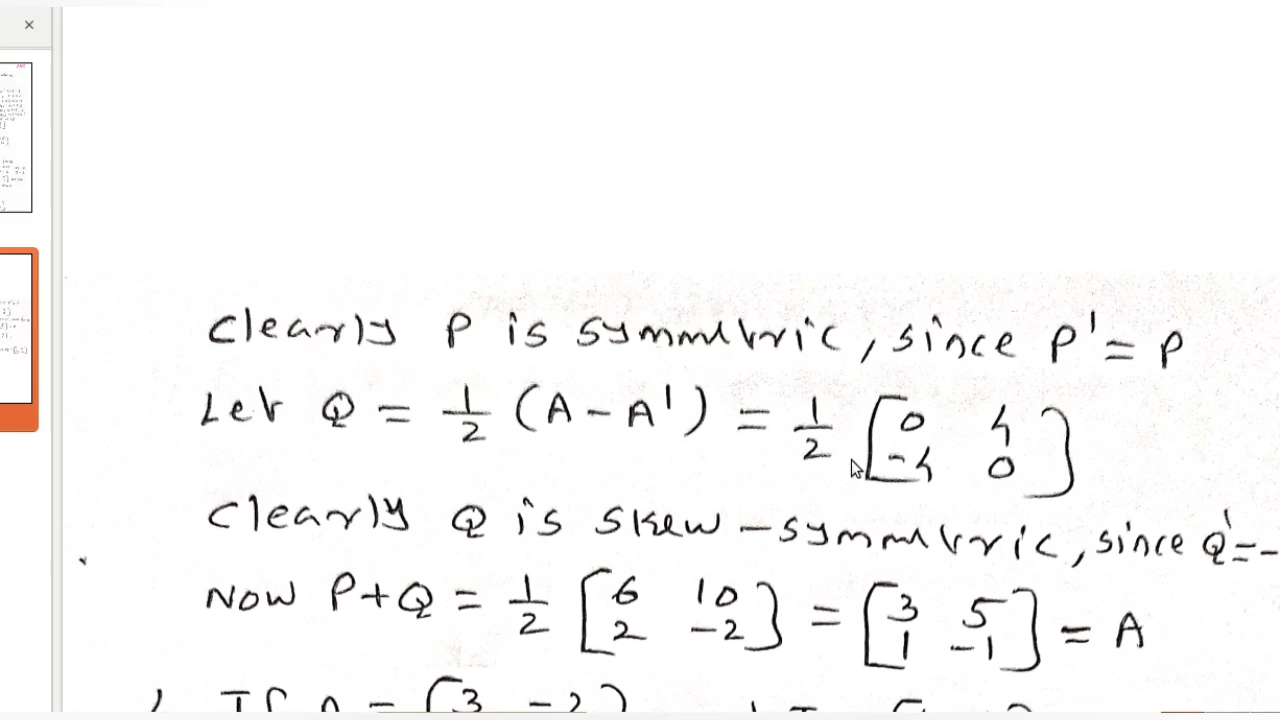 Clearly P is symmetric, since P' = P
Let Q = 1/2 (A - A') = 1/2 [0 4
-4 0]
Clearly Q is skew-symmetric, since Q' = -
Now P+Q = 1/2 [6 10
2 -2] = [3 5
1 -1] = A